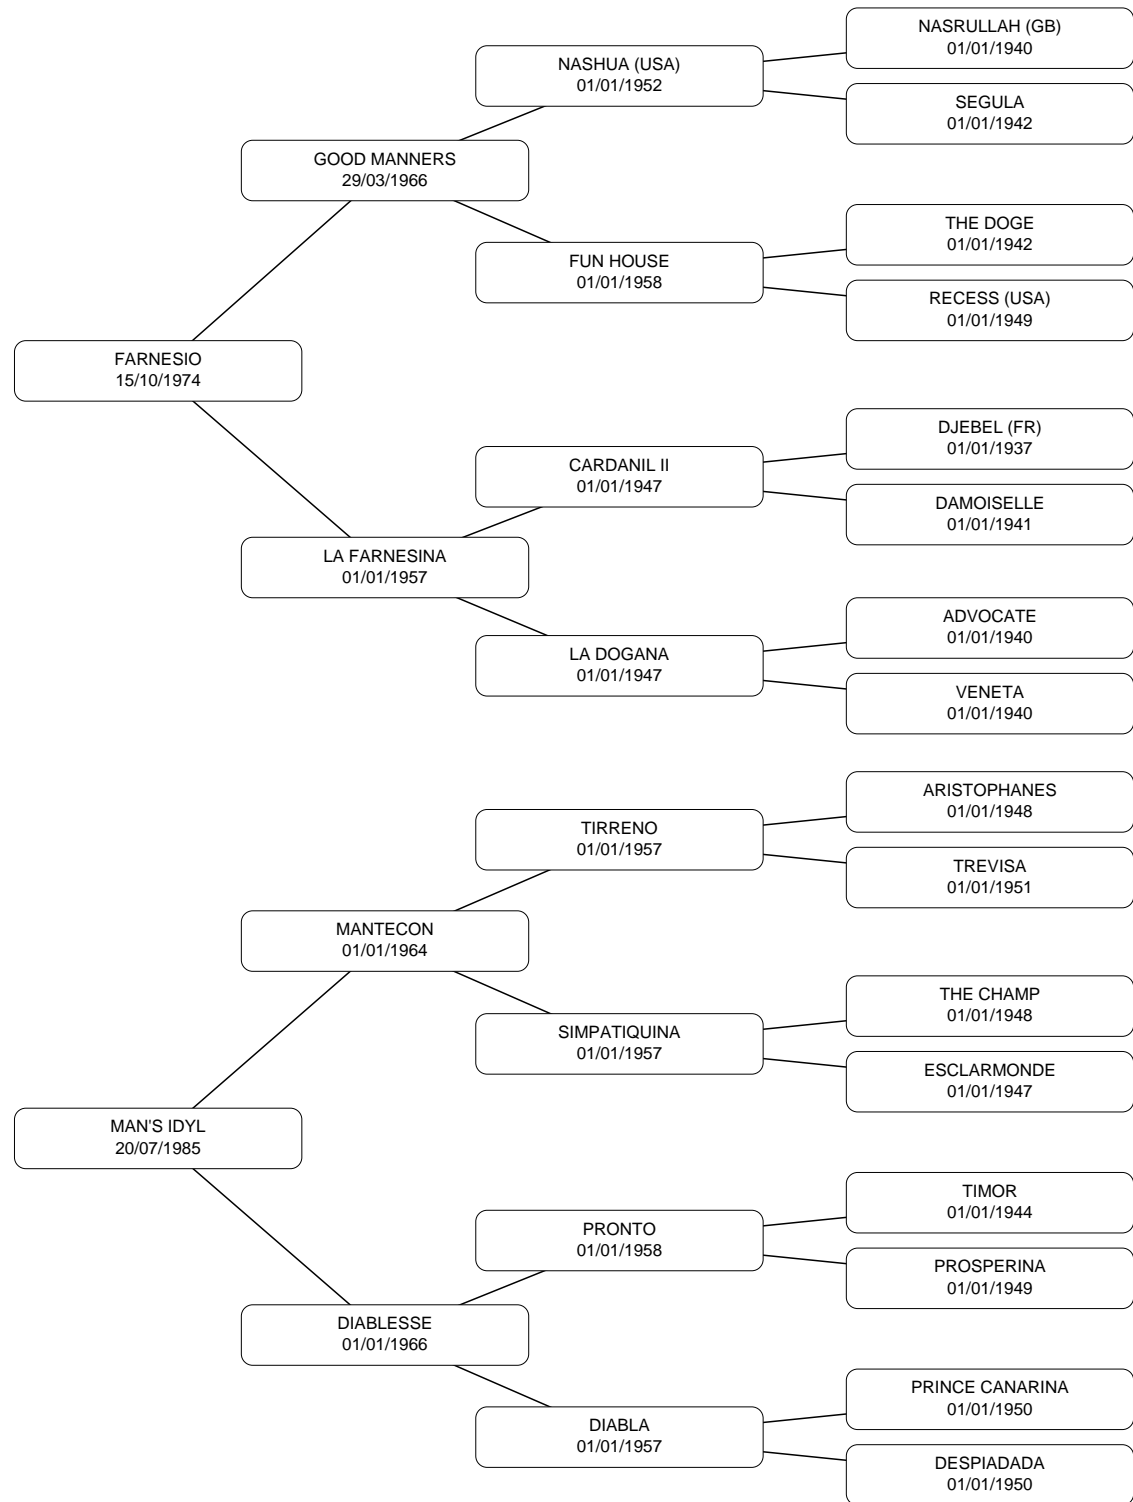 NASRULLAH (GB)
01/01/1940
NASHUA (USA)
01/01/1952
SEGULA
01/01/1942
GOOD MANNERS
29/03/1966
THE DOGE
01/01/1942
FUN HOUSE
01/01/1958
RECESS (USA)
01/01/1949
FARNESIO
15/10/1974
DJEBEL (FR)
01/01/1937
CARDANIL II
01/01/1947
DAMOISELLE
01/01/1941
LA FARNESINA
01/01/1957
ADVOCATE
01/01/1940
LA DOGANA
01/01/1947
VENETA
01/01/1940
ARISTOPHANES
01/01/1948
TIRRENO
01/01/1957
TREVISA
01/01/1951
MANTECON
01/01/1964
THE CHAMP
01/01/1948
SIMPATIQUINA
01/01/1957
ESCLARMONDE
01/01/1947
MAN'S IDYL
20/07/1985
TIMOR
01/01/1944
PRONTO
01/01/1958
PROSPERINA
01/01/1949
DIABLESSE
01/01/1966
PRINCE CANARINA
01/01/1950
DIABLA
01/01/1957
DESPIADADA
01/01/1950